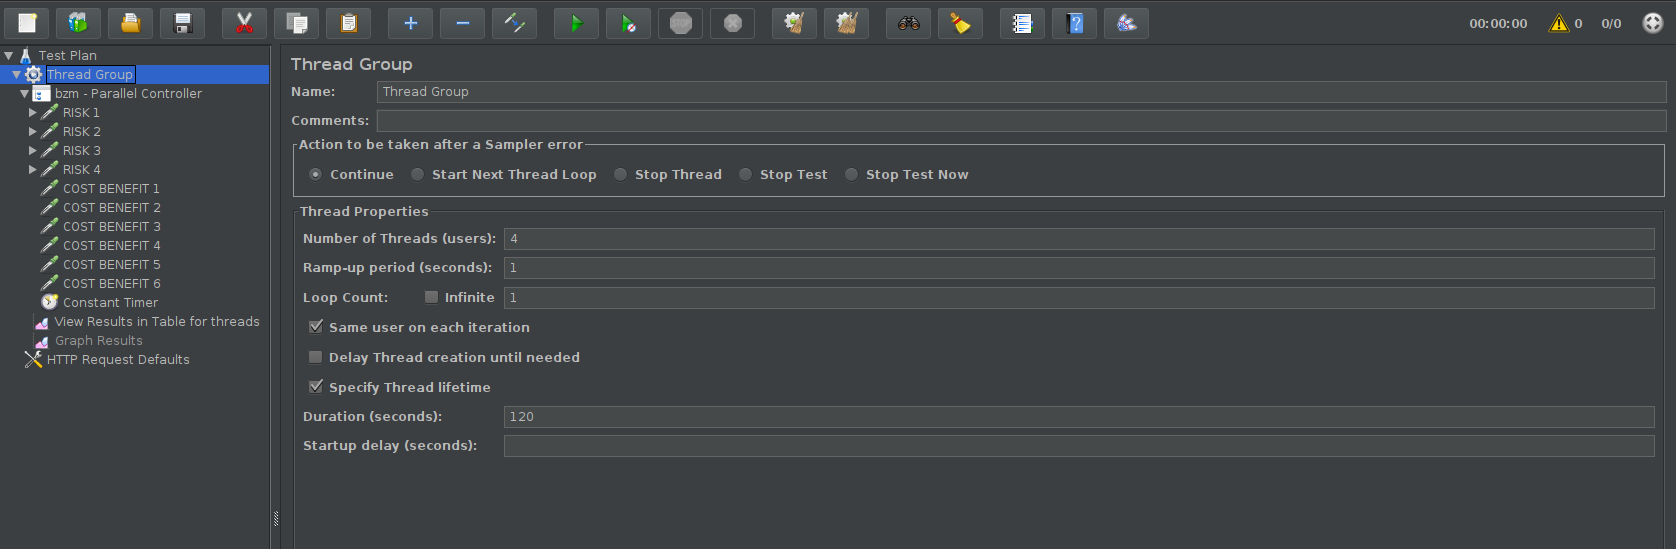 00:00:00 0 0/0
Test Plan
Thread Group
bzm - Parallel Controller
RISK 1
RISK 2
RISK 3
RISK 4
COST BENEFIT 1
COST BENEFIT 2
COST BENEFIT 3
COST BENEFIT 4
COST BENEFIT 5
COST BENEFIT 6
Constant Timer
View Results in Table for threads
Graph Results
HTTP Request Defaults
Thread Group
Name: Thread Group
Comments:
Action to be taken after a Sampler error
Continue Start Next Thread Loop Stop Thread Stop Test Stop Test Now
Thread Properties
Number of Threads (users): 4
Ramp-up period (seconds): 1
Loop Count: Infinite 1
Same user on each iteration
Delay Thread creation until needed
Specify Thread lifetime
Duration (seconds): 120
Startup delay (seconds):